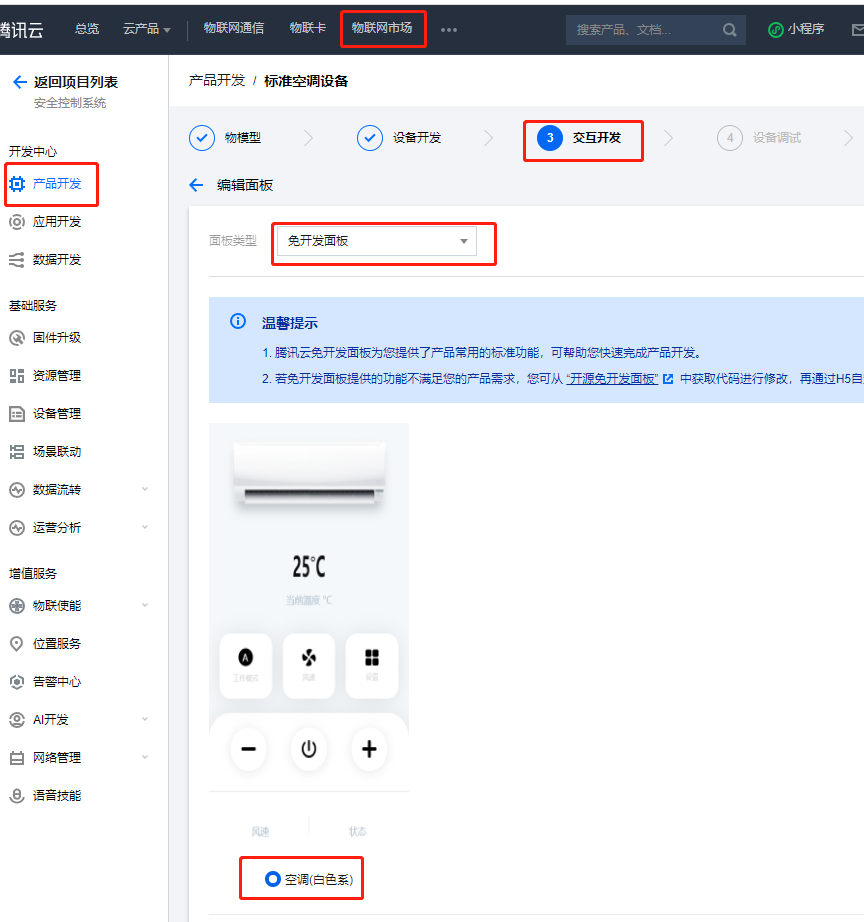 腾讯云 总览 云产品 物联网通信 物联卡 物联网市场 搜索产品、文档... 小程序
返回项目列表
安全控制系统
开发中心
产品开发
应用开发
数据开发
基础服务
固件升级
资源管理
设备管理
场景联动
数据流转
运营分析
增值服务
物联使能
位置服务
告警中心
AI开发
网络管理
语音技能
产品开发 / 标准空调设备
物模型 设备开发 3 交互开发 4 设备调试
编辑面板
面板类型 免开发面板
温馨提示
1. 腾讯云免开发面板为您提供了产品常用的标准功能，可帮助您快速完成产品开发。
2. 若免开发面板提供的功能不满足您的产品需求，您可从 “开源免开发面板” 中获取代码进行修改，再通过H5自
25°C
当前温度 °C
A
工作模式 风速 设置
风速 状态
空调(白色系)